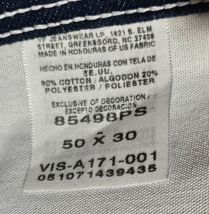 JEANSWEAR LP, 1421 S. ELM
STREET, GREENSBORO, NC 27406
MADE IN HONDURAS OF US FABRIC
HECHO EN HONDURAS CON TELA DE
EE.UU.
80% COTTON / ALGODON 20%
POLYESTER / POLIESTER
EXCLUSIVE OF DECORATION
EXCEPTO DECORACION
85498PS
50 X 30
VIS-A171-001
051071439435